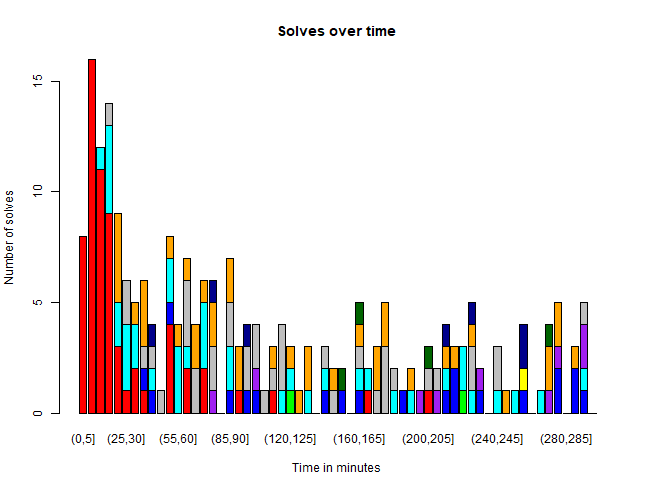 Solves over time
Number of solves
15
10
5
0
(0,5] (25,30] (55,60] (85,90] (120,125] (160,165] (200,205] (240,245] (280,285]
Time in minutes